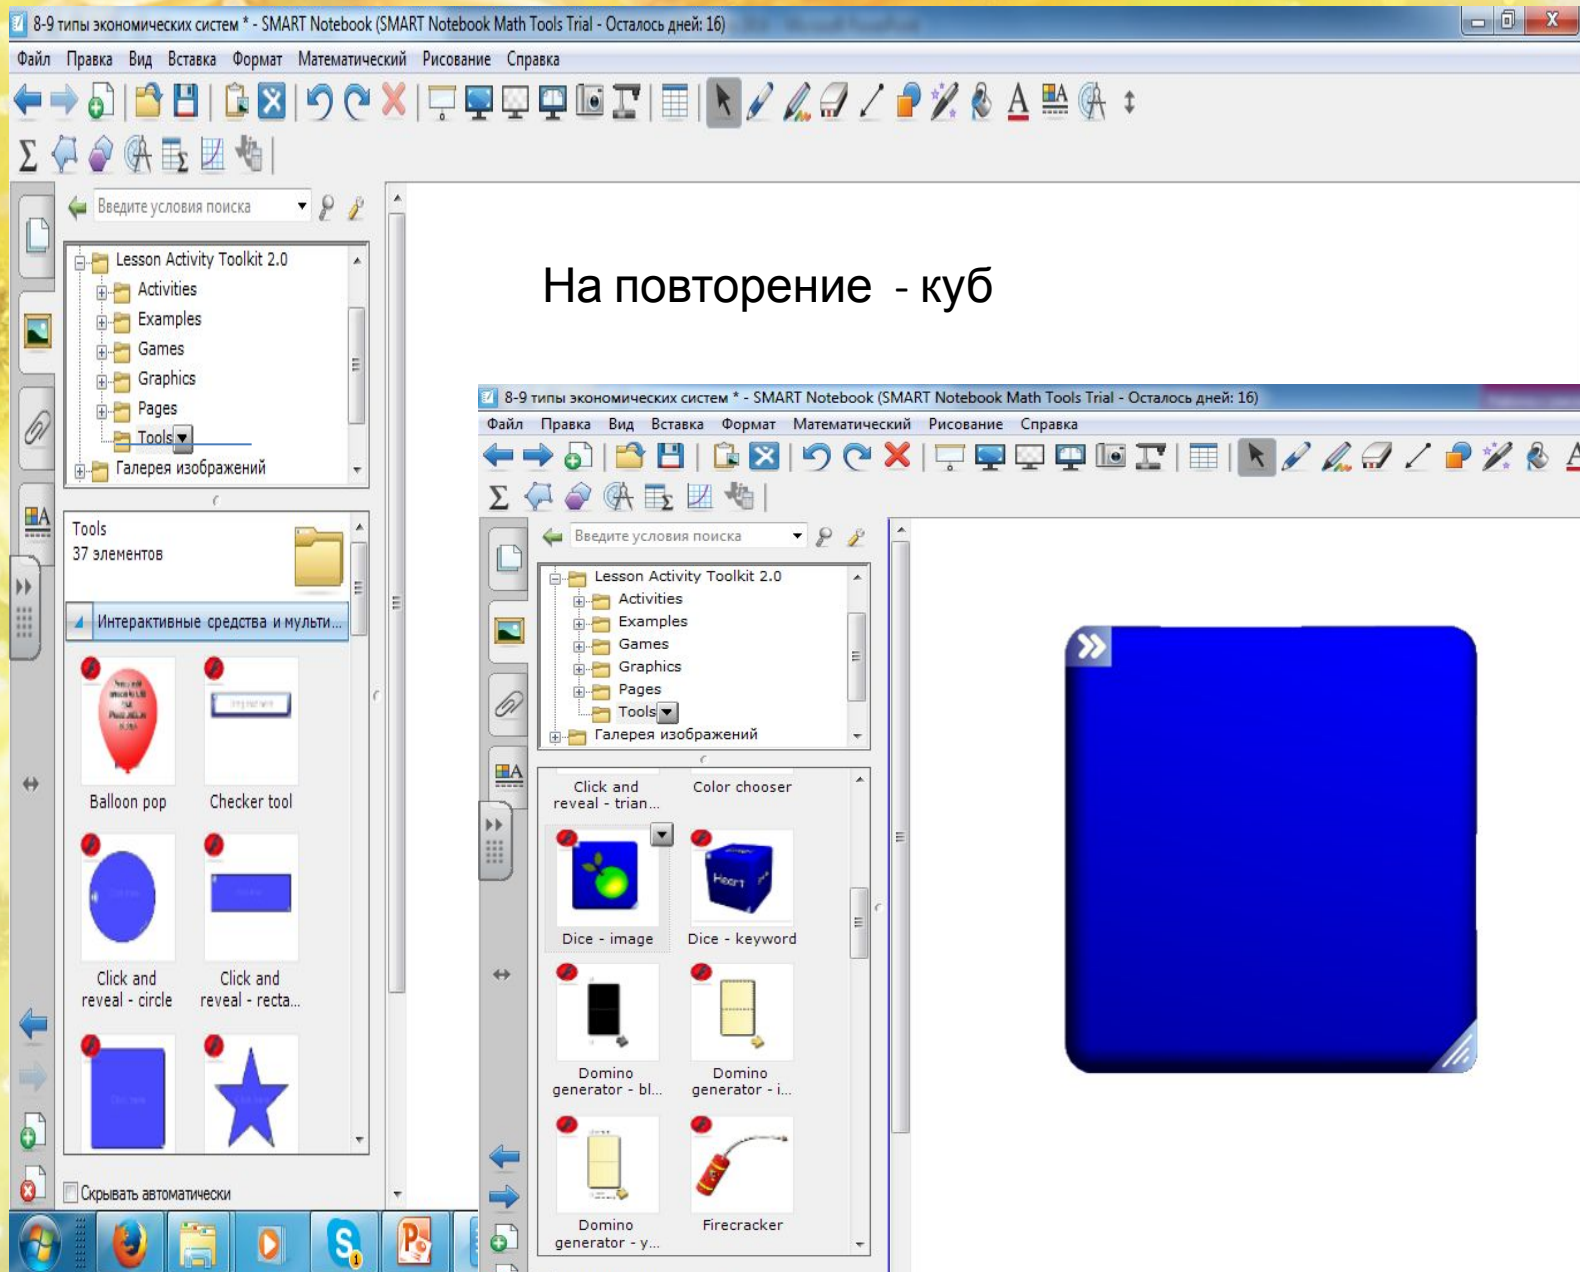 8-9 типы экономических систем * - SMART Notebook (SMART Notebook Math Tools Trial - Осталось дней: 16)
Файл Правка Вид Вставка Формат Математический Рисование Справка
Введите условия поиска
Lesson Activity Toolkit 2.0
Activities
Examples
Games
Graphics
Pages
Tools
Галерея изображений
Tools
37 элементов
Интерактивные средства и мульти...
Balloon pop Checker tool
Click and Click and
reveal - circle reveal - recta...
Скрывать автоматически
На повторение - куб
8-9 типы экономических систем * - SMART Notebook (SMART Notebook Math Tools Trial - Осталось дней: 16)
Файл Правка Вид Вставка Формат Математический Рисование Справка
Введите условия поиска
Lesson Activity Toolkit 2.0
Activities
Examples
Games
Graphics
Pages
Tools
Галерея изображений
Click and Color chooser
reveal - trian...
Heart
Dice - image Dice - keyword
Domino Domino
generator - bl... generator - i...
Domino Firecracker
generator - y...